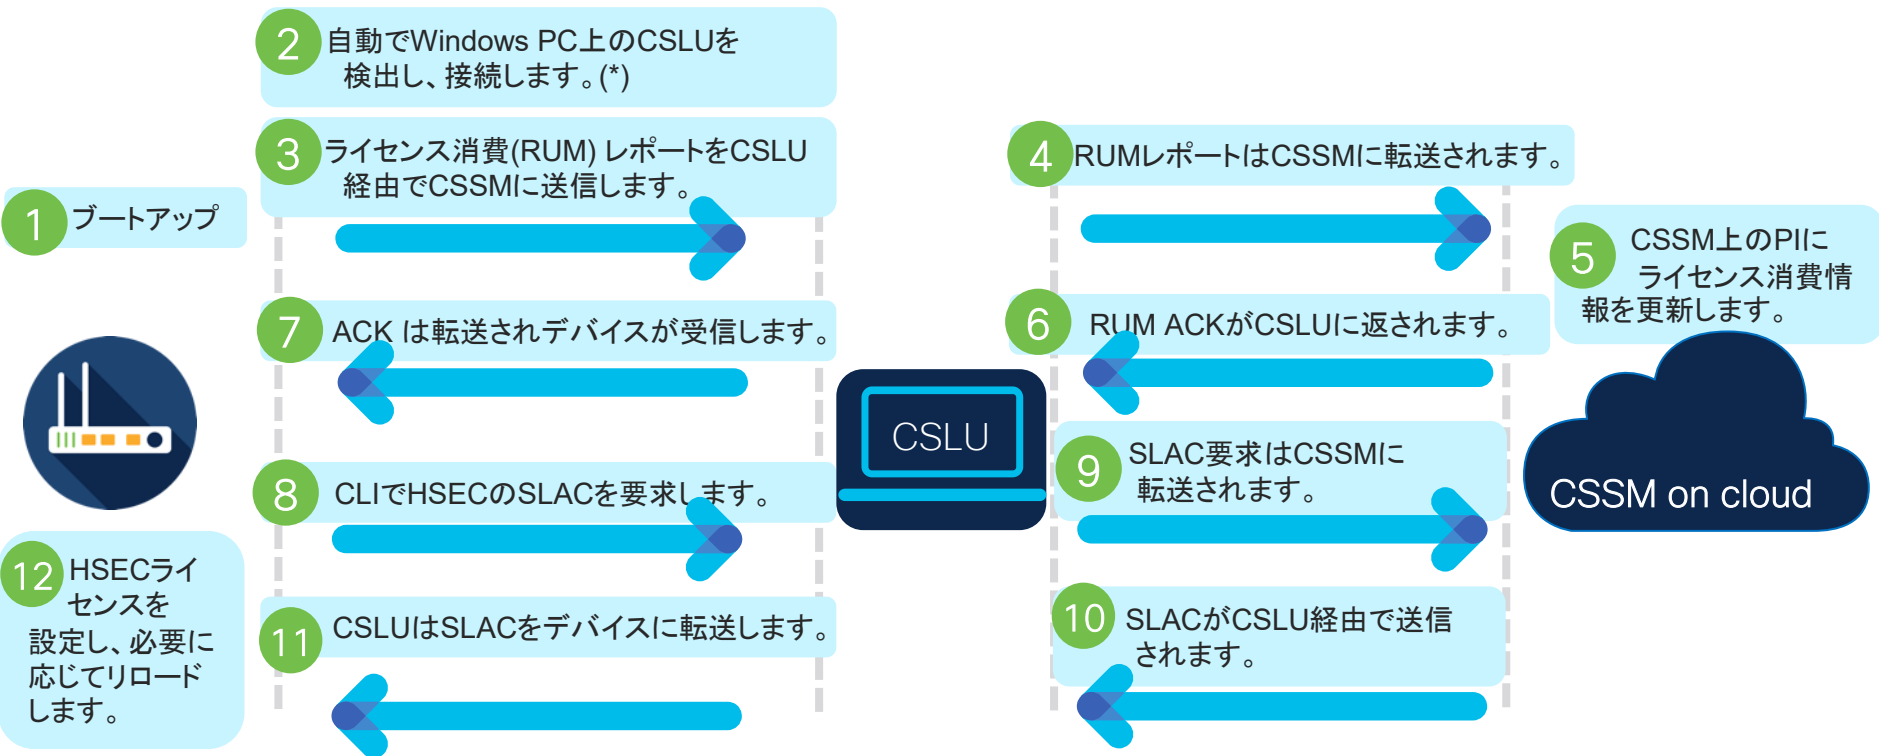 1 ブートアップ
2 自動でWindows PC上のCSLUを
検出し、接続します。(*)
3 ライセンス消費(RUM) レポートをCSLU
経由でCSSMに送信します。
4 RUMレポートはCSSMに転送されます。
5 CSSM上のPIに
ライセンス消費情
報を更新します。
6 RUM ACKがCSLUに返されます。
7 ACK は転送されデバイスが受信します。
CSLU
CSSM on cloud
8 CLIでHSECのSLACを要求します。
9 SLAC要求はCSSMに
転送されます。
10 SLACがCSLU経由で送信
されます。
11 CSLUはSLACをデバイスに転送します。
12 HSECライ
センスを
設定し、必要に
応じてリロード
します。